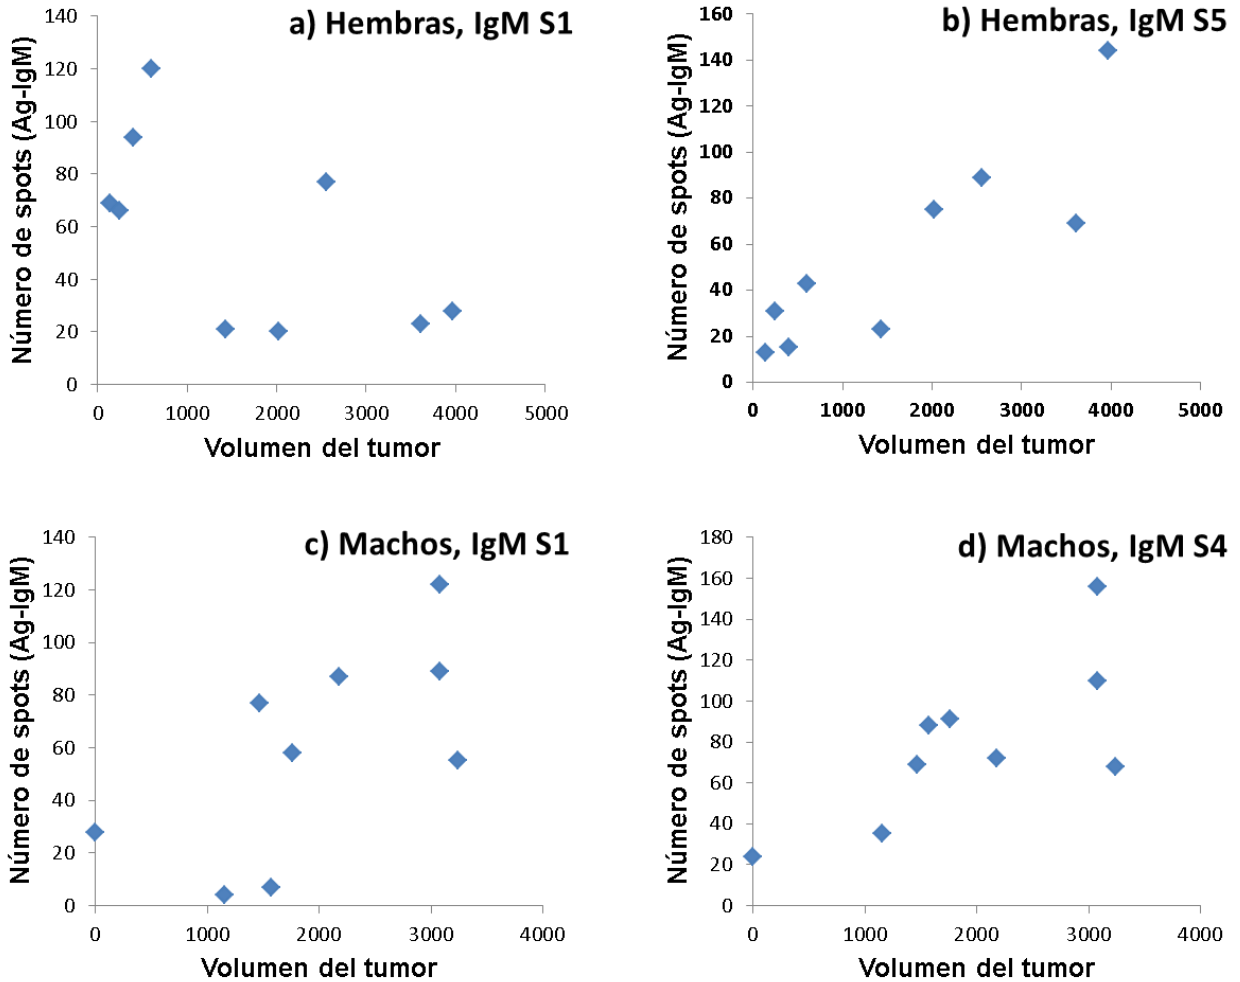 a) Hembras, IgM S1
Número de spots (Ag-IgM)
140
120
100
80
60
40
20
0
0 1000 2000 3000 4000 5000
Volumen del tumor
b) Hembras, IgM S5
Número de spots (Ag-IgM)
160
140
120
100
80
60
40
20
0
0 1000 2000 3000 4000 5000
Volumen del tumor
c) Machos, IgM S1
Número de spots (Ag-IgM)
140
120
100
80
60
40
20
0
0 1000 2000 3000 4000
Volumen del tumor
d) Machos, IgM S4
Número de spots (Ag-IgM)
180
160
140
120
100
80
60
40
20
0
0 1000 2000 3000 4000
Volumen del tumor